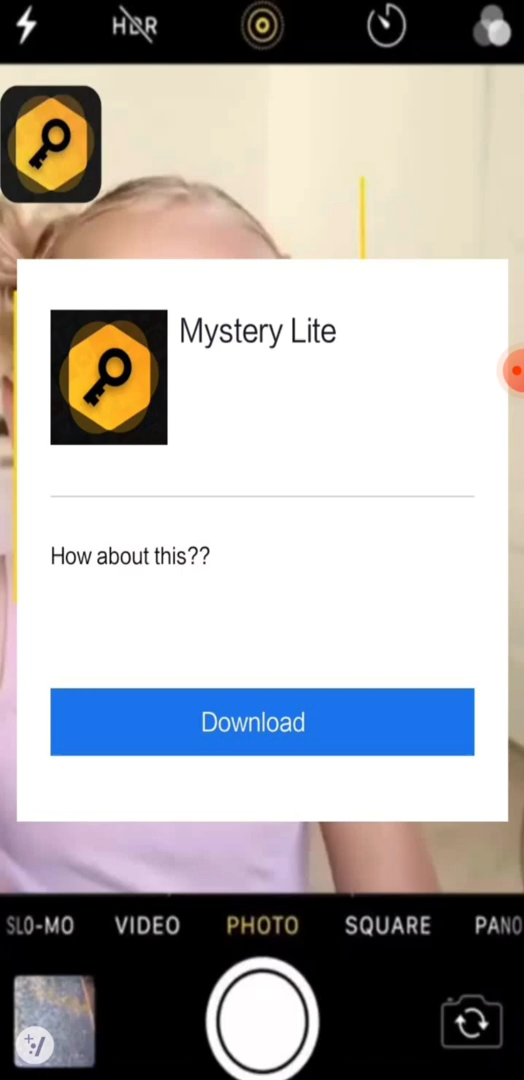 HDR
Mystery Lite
How about this??
Download
SLO-MO VIDEO PHOTO SQUARE PANO